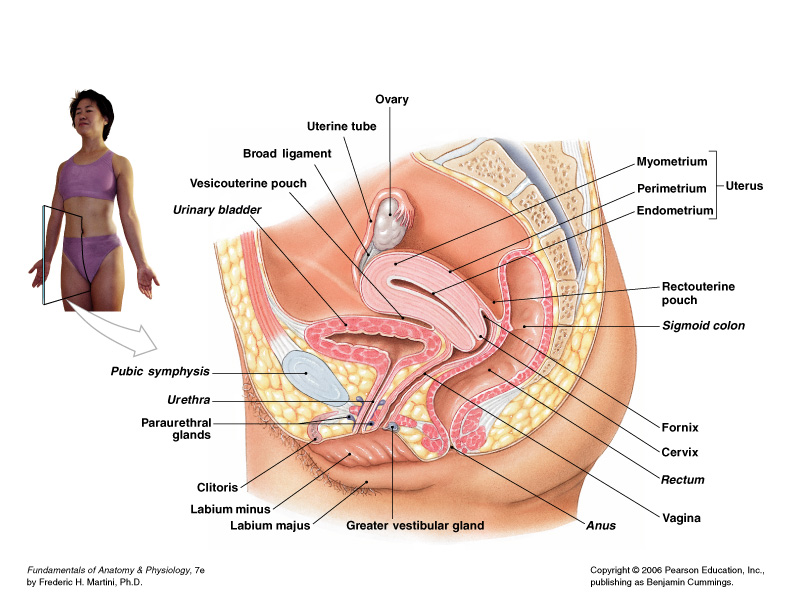 Ovary
Uterine tube
Broad ligament
Vesicouterine pouch
Urinary bladder
Myometrium
Perimetrium
Uterus
Endometrium
Rectouterine
pouch
Sigmoid colon
Pubic symphysis
Urethra
Paraurethral
glands
Fornix
Cervix
Rectum
Clitoris
Labium minus
Labium majus
Greater vestibular gland
Anus
Vagina
Fundamentals of Anatomy & Physiology, 7e
by Frederic H. Martini, Ph.D.
Copyright © 2006 Pearson Education, Inc.,
publishing as Benjamin Cummings.